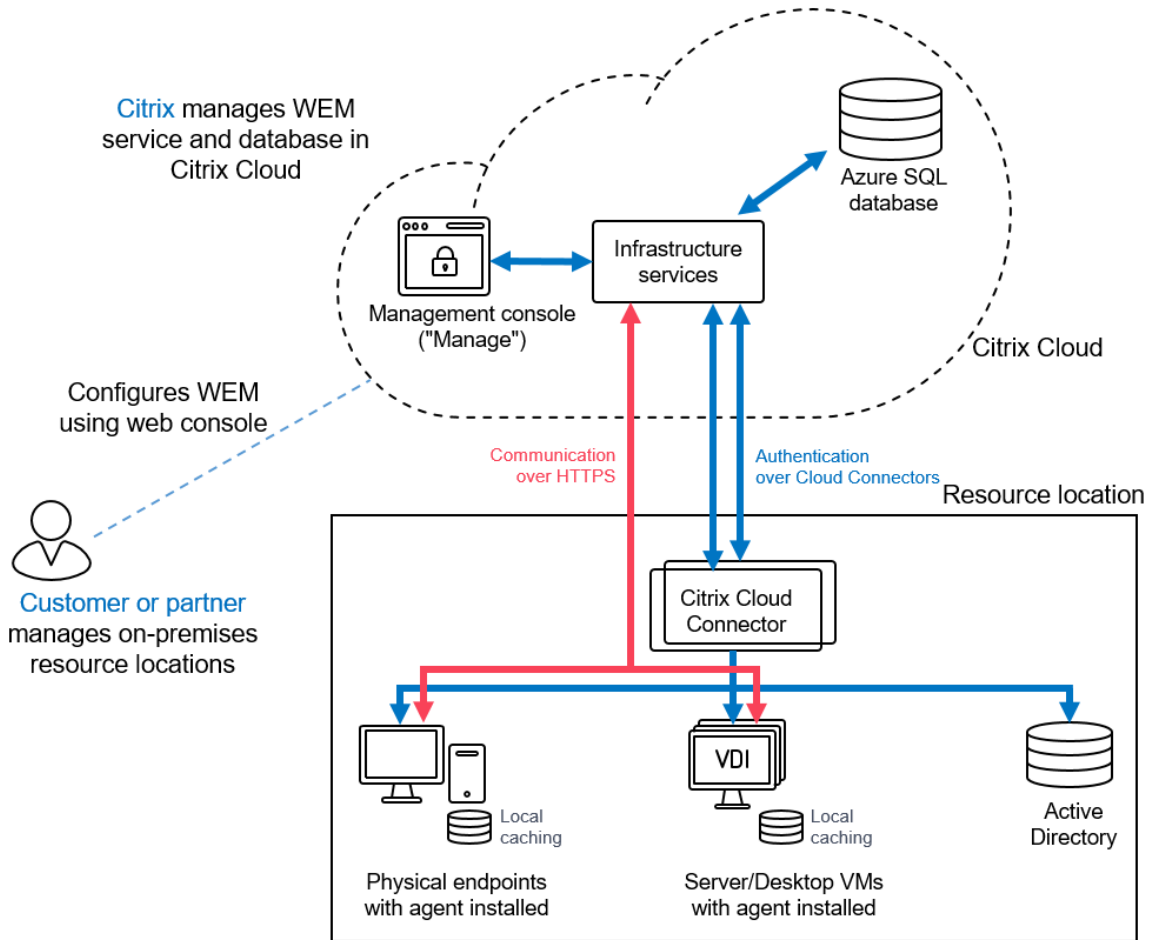 Citrix manages WEM
service and database in
Citrix Cloud
Azure SQL
database
Infrastructure
services
Management console
("Manage")
Citrix Cloud
Configures WEM
using web console
Communication
over HTTPS
Authentication
over Cloud Connectors
Resource location
Customer or partner
manages on-premises
resource locations
Citrix Cloud
Connector
VDI
Local
caching
Local
caching
Active
Directory
Physical endpoints
with agent installed
Server/Desktop VMs
with agent installed